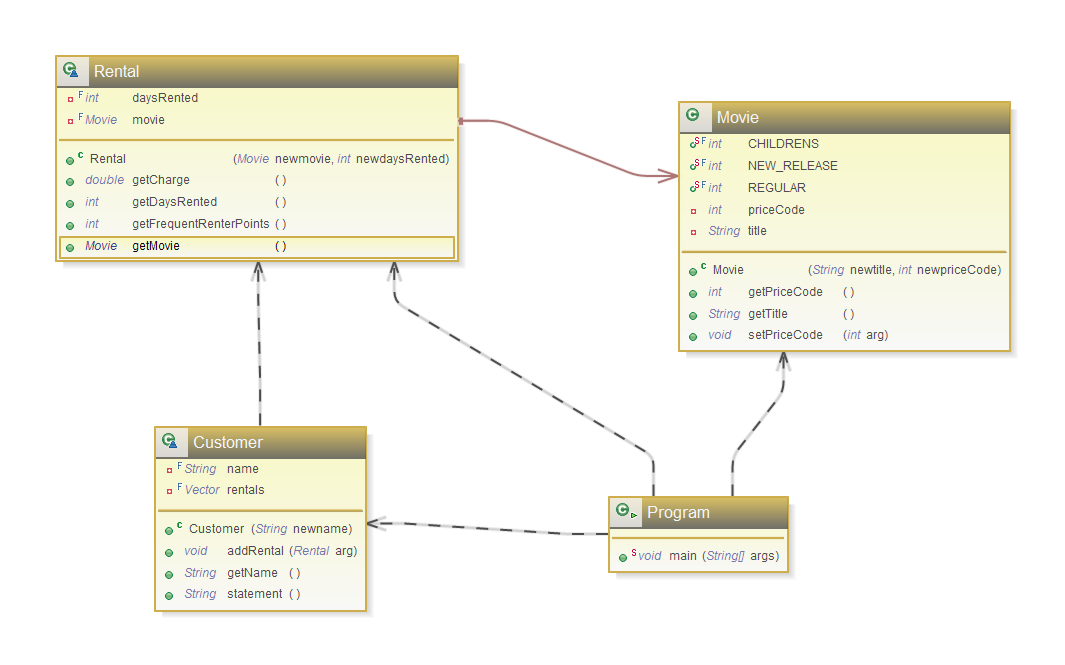 Rental
F int daysRented
F Movie movie
C Rental (Movie newmovie, int newdaysRented)
double getCharge ( )
int getDaysRented ( )
int getFrequentRenterPoints ( )
Movie getMovie ( )
Movie
S F int CHILDRENS
S F int NEW_RELEASE
S F int REGULAR
int priceCode
String title
C Movie (String newtitle, int newpriceCode)
int getPriceCode ( )
String getTitle ( )
void setPriceCode (int arg)
Customer
F String name
F Vector rentals
C Customer (String newname)
void addRental (Rental arg)
String getName ( )
String statement ( )
Program
S void main (String[] args)